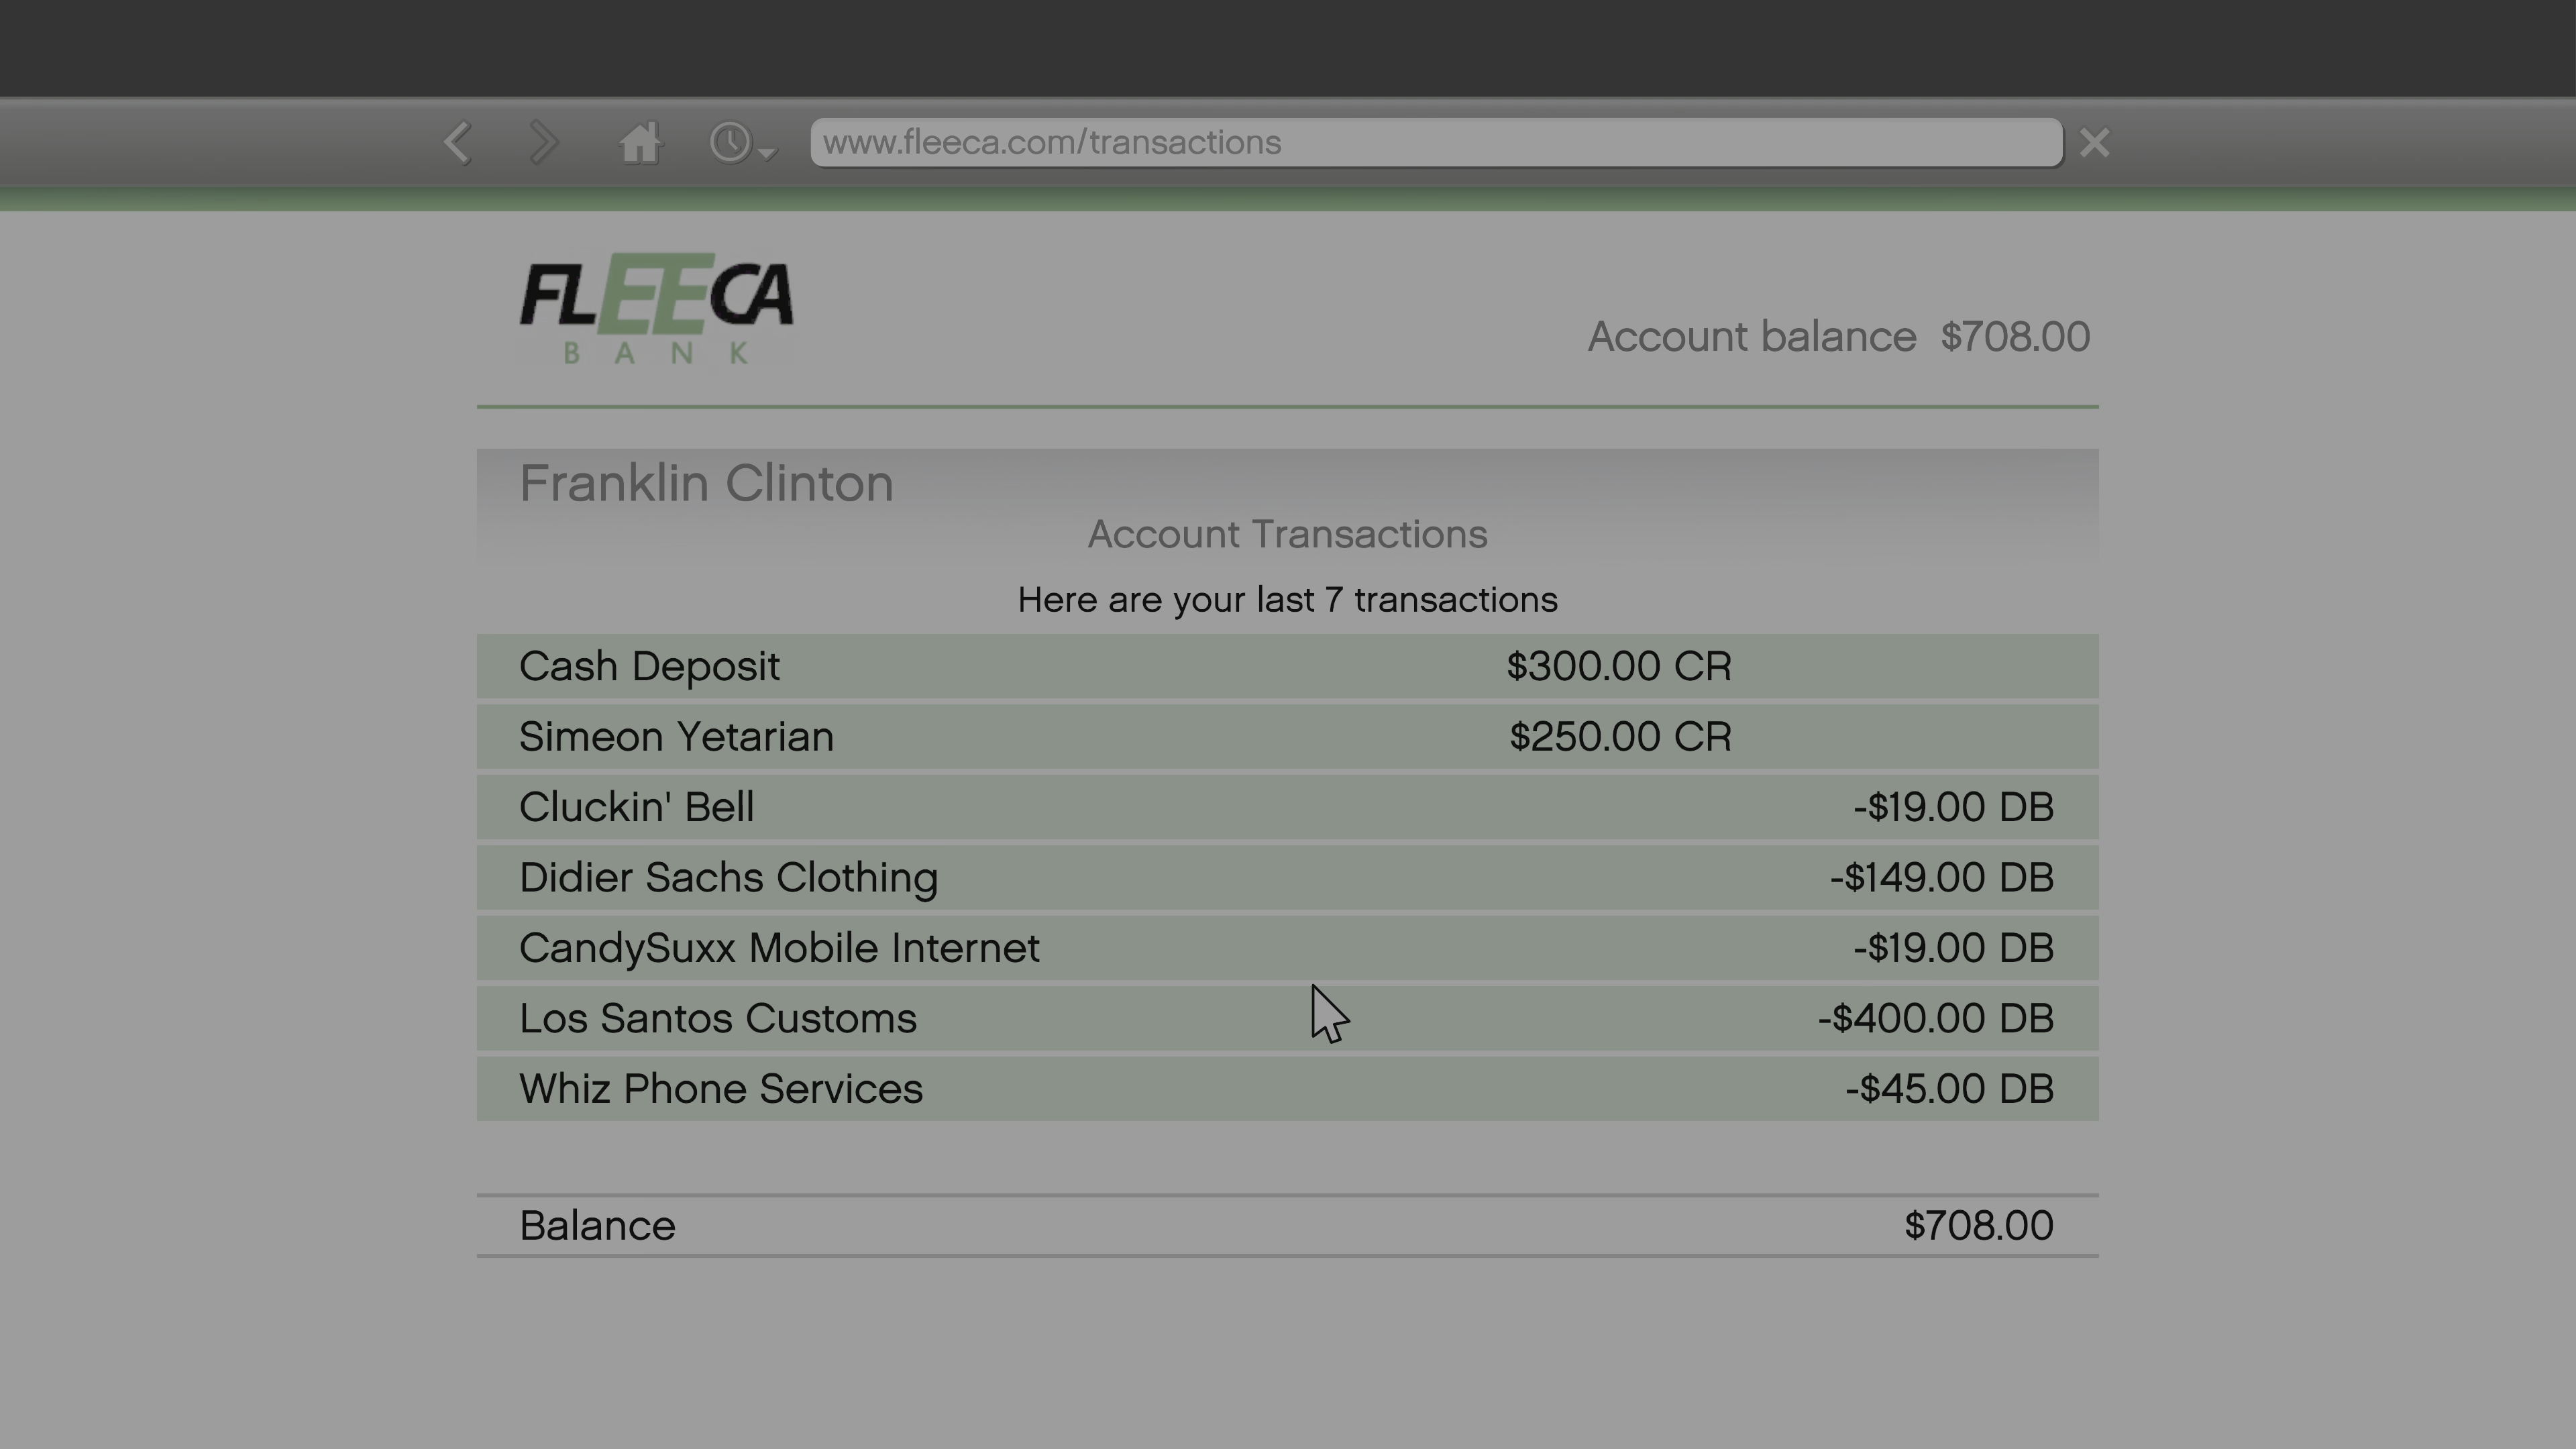 www.fleeca.com/transactions
FLEECA
BANK
Account balance $708.00
Franklin Clinton
Account Transactions
Here are your last 7 transactions
Cash Deposit $300.00 CR
Simeon Yetarian $250.00 CR
Cluckin' Bell -$19.00 DB
Didier Sachs Clothing -$149.00 DB
CandySuxx Mobile Internet -$19.00 DB
Los Santos Customs -$400.00 DB
Whiz Phone Services -$45.00 DB
Balance $708.00